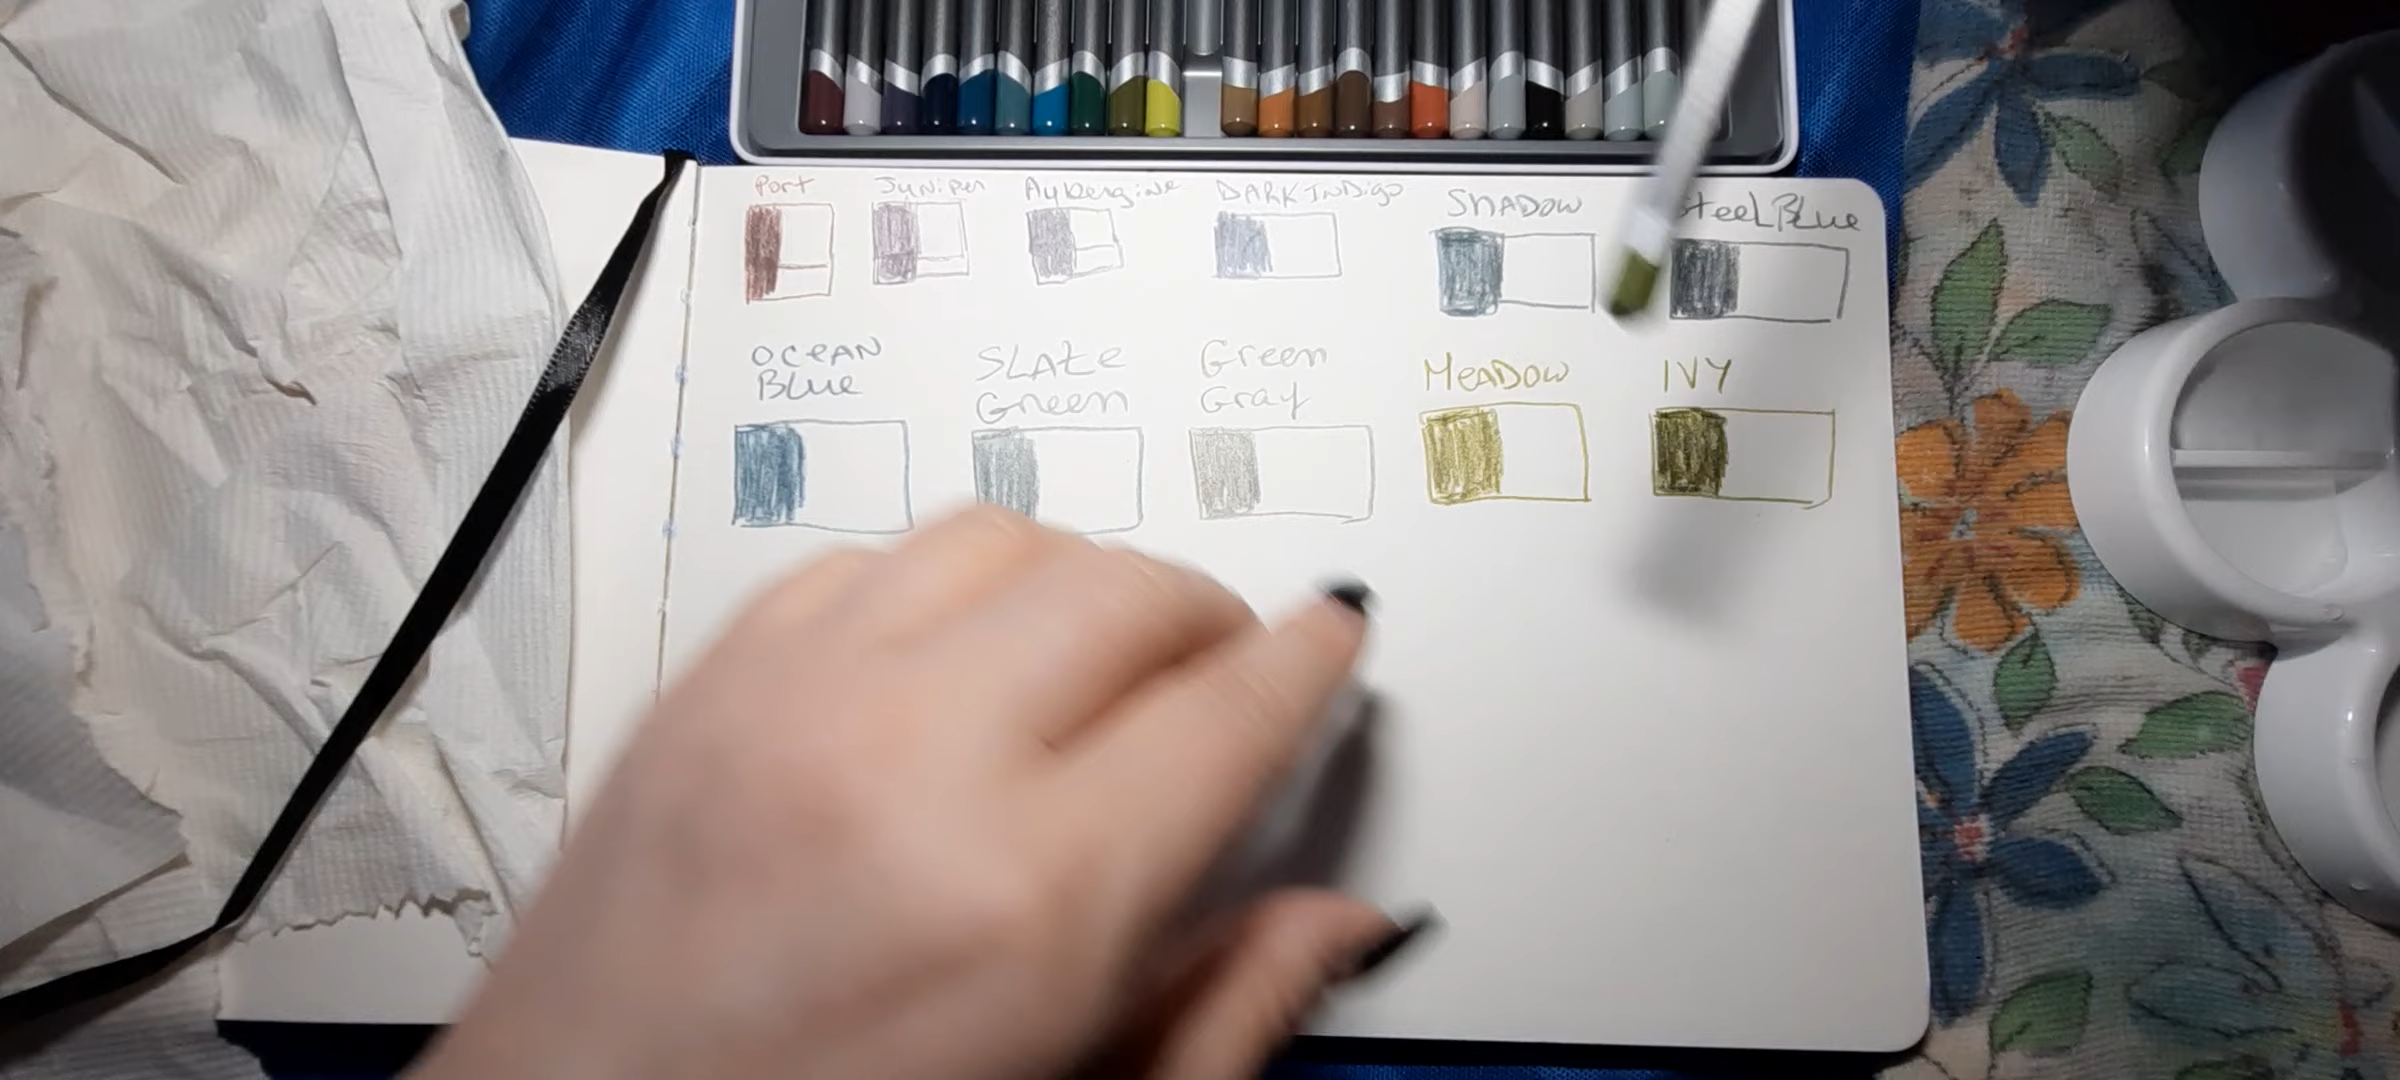 Port Juniper Aubergine DARK INDigo SHADOW Steel Blue
OCEAN SLAte Green MeADOW IVY
Blue Green Gray